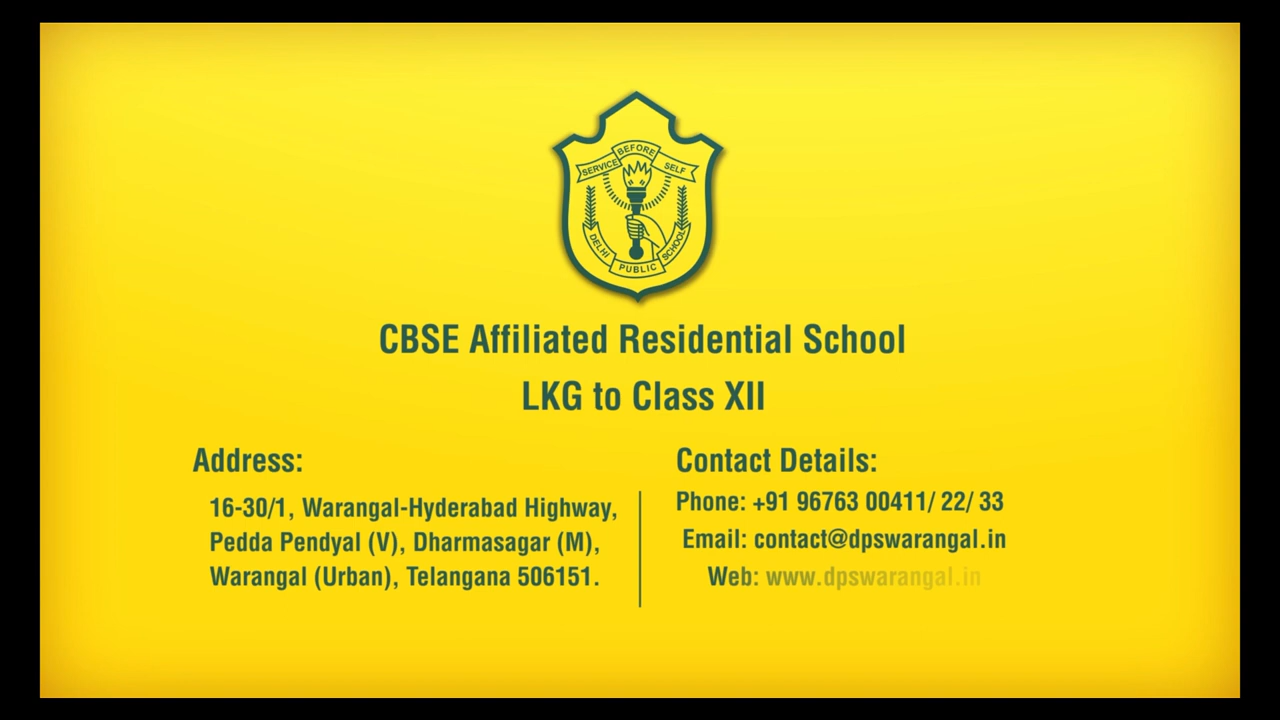 SERVICE BEFORE SELF
DELHI PUBLIC SCHOOL
CBSE Affiliated Residential School
LKG to Class XII
Address:
16-30/1, Warangal-Hyderabad Highway,
Pedda Pendyal (V), Dharmasagar (M),
Warangal (Urban), Telangana 506151.
Contact Details:
Phone: +91 96763 00411/ 22/ 33
Email: contact@dpswarangal.in
Web: www.dpswarangal.in